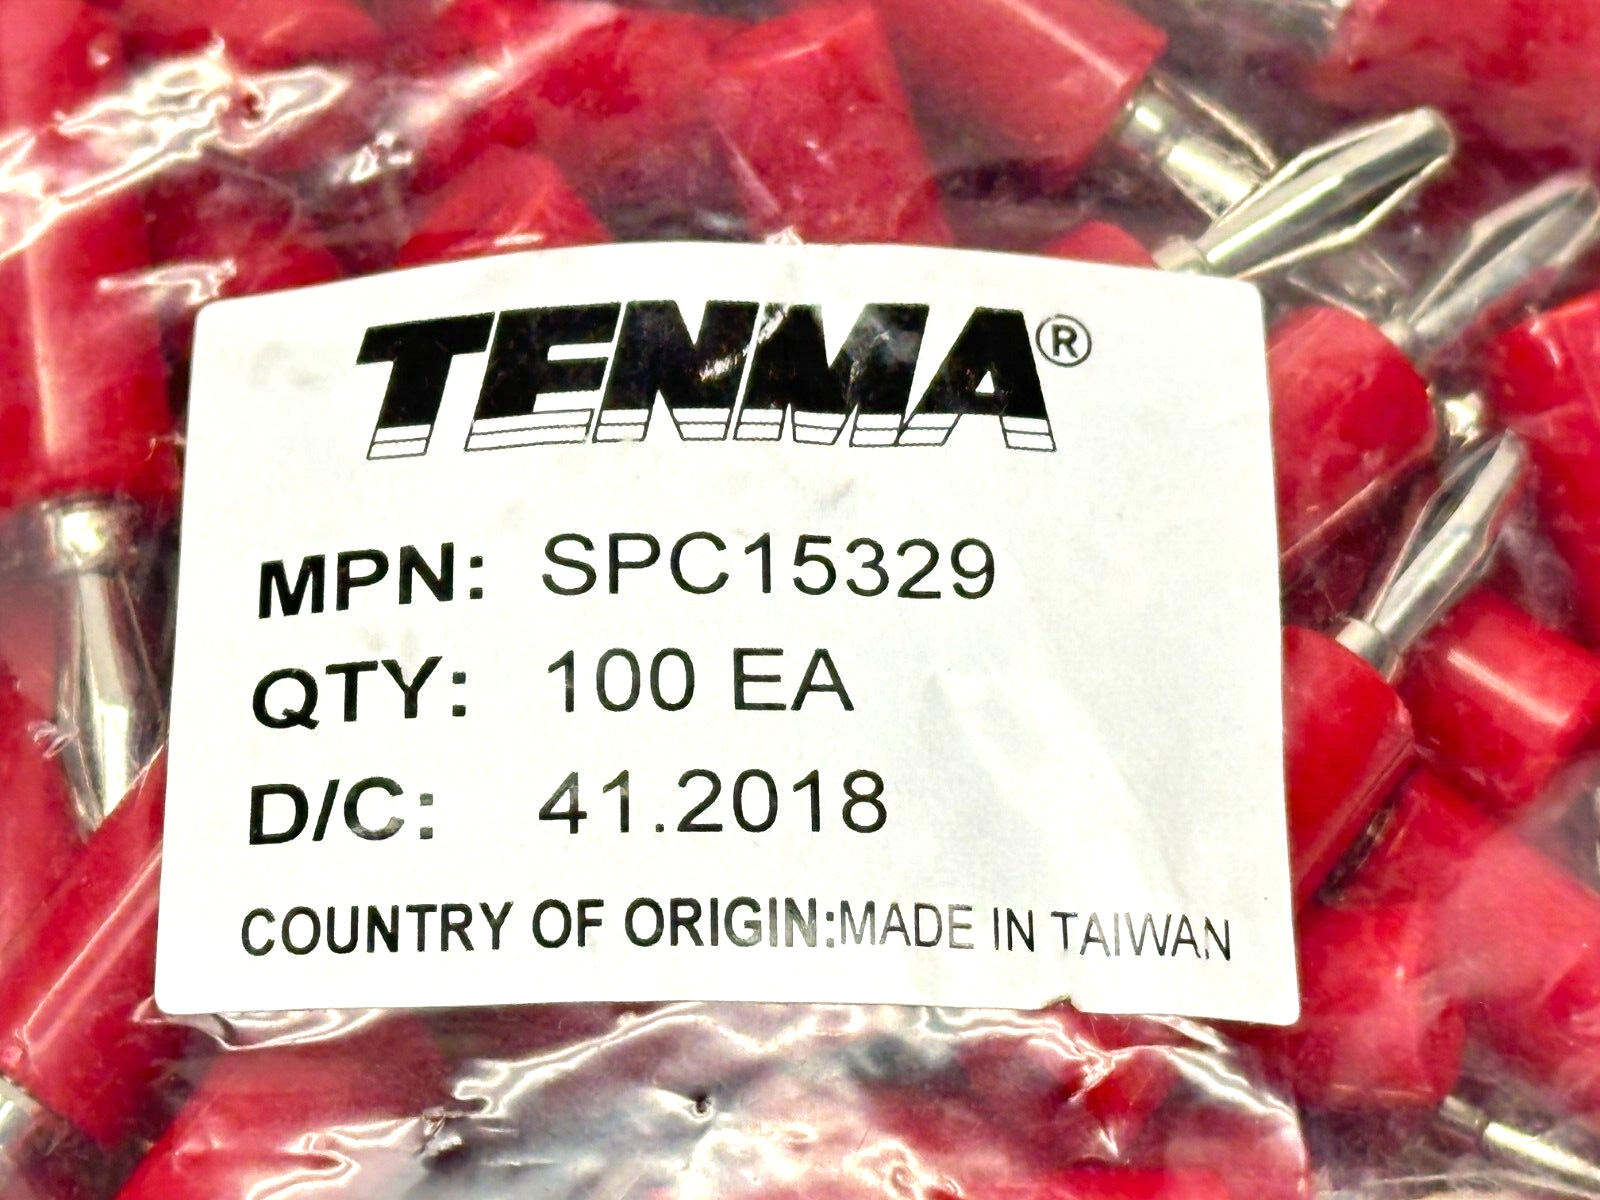 TENMA®
MPN: SPC15329
QTY: 100 EA
D/C: 41.2018
COUNTRY OF ORIGIN:MADE IN TAIWAN